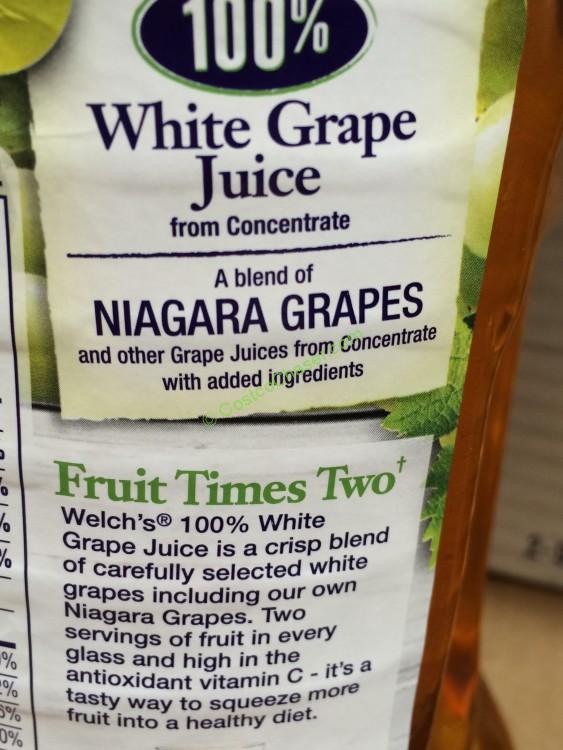 100%
White Grape
Juice
from Concentrate
A blend of
NIAGARA GRAPES
and other Grape Juices from Concentrate
with added ingredients
Fruit Times Two†
Welch's® 100% White
Grape Juice is a crisp blend
of carefully selected white
grapes including our own
Niagara Grapes. Two
servings of fruit in every
glass and high in the
antioxidant vitamin C - it's a
tasty way to squeeze more
fruit into a healthy diet.